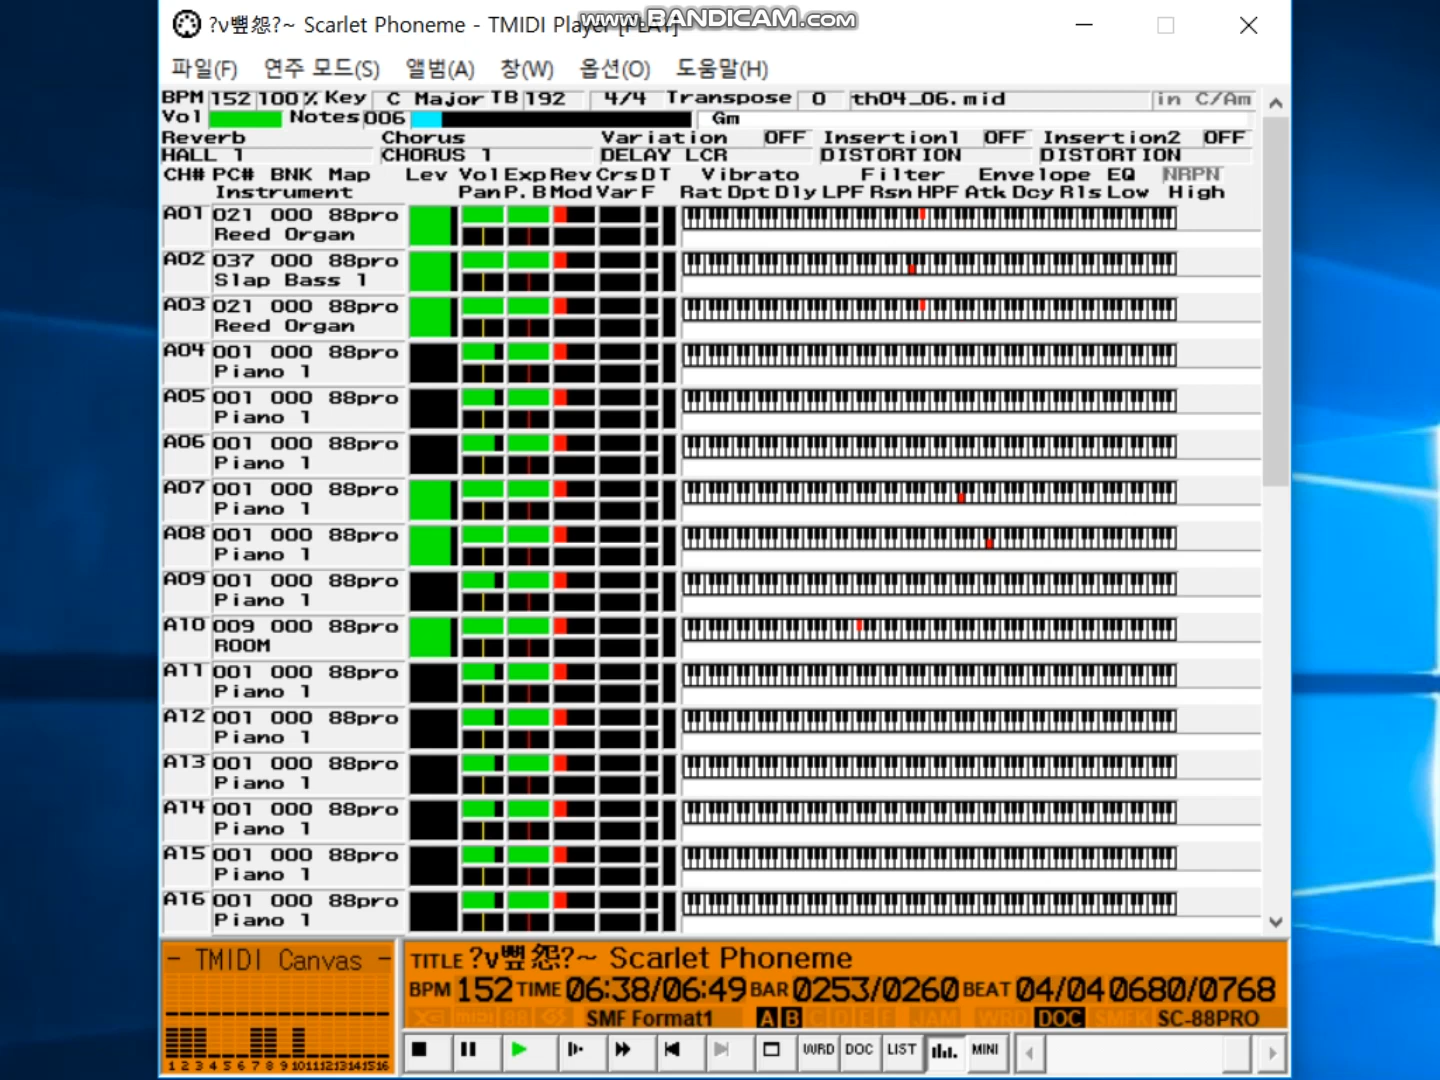 ?ν뾒怨?~ Scarlet Phoneme - TMIDI Player [PLAY]
www.BANDICAM.com
파일(F) 연주 모드(S) 앨범(A) 창(W) 옵션(O) 도움말(H)
BPM 152 100% Key C Major TB 192 4/4 Transpose 0 th04_06.mid in C/Am
Vol Notes 006 Gm
Reverb Chorus Variation OFF Insertion1 OFF Insertion2 OFF
HALL 1 CHORUS 1 DELAY LCR DISTORTION DISTORTION
CH# PC# BNK Map Lev Vol Exp Rev Crs DT Vibrato Filter Envelope EQ NRPN
Instrument Pan P.B Mod Var F Rat Dpt Dly LPF Rsn HPF Atk Dcy Rls Low High
A01 021 000 88pro
Reed Organ
A02 037 000 88pro
Slap Bass 1
A03 021 000 88pro
Reed Organ
A04 001 000 88pro
Piano 1
A05 001 000 88pro
Piano 1
A06 001 000 88pro
Piano 1
A07 001 000 88pro
Piano 1
A08 001 000 88pro
Piano 1
A09 001 000 88pro
Piano 1
A10 009 000 88pro
ROOM
A11 001 000 88pro
Piano 1
A12 001 000 88pro
Piano 1
A13 001 000 88pro
Piano 1
A14 001 000 88pro
Piano 1
A15 001 000 88pro
Piano 1
A16 001 000 88pro
Piano 1
- TMIDI Canvas -
1 2 3 4 5 6 7 8 9 10 11 12 13 14 15 16
TITLE ?ν뾒怨?~ Scarlet Phoneme
BPM 152 TIME 06:38/06:49 BAR 0253/0260 BEAT 04/04 0680/0768
XG midi GS SMF Format1 A B C D E F JAM WRD DOC SMFK SC-88PRO
WRD DOC LIST MINI